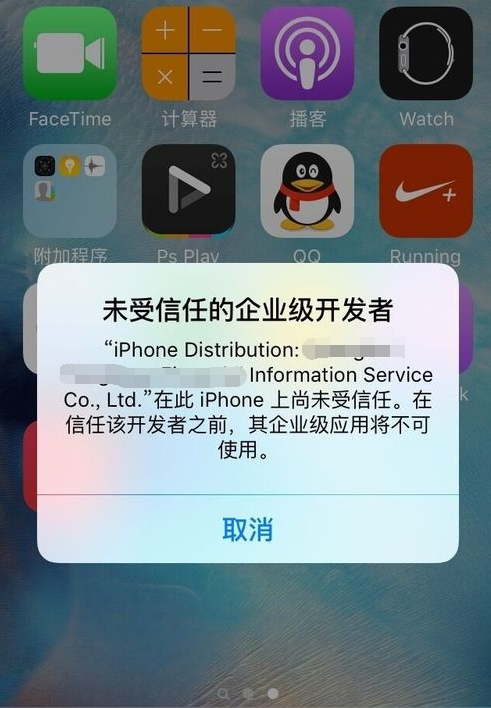 FaceTime
计算器
播客
Watch
附加程序
Ps Play
QQ
Running
未受信任的企业级开发者
“iPhone Distribution:
Information Service
Co., Ltd.”在此 iPhone 上尚未受信任。在
信任该开发者之前，其企业级应用将不可
使用。
取消